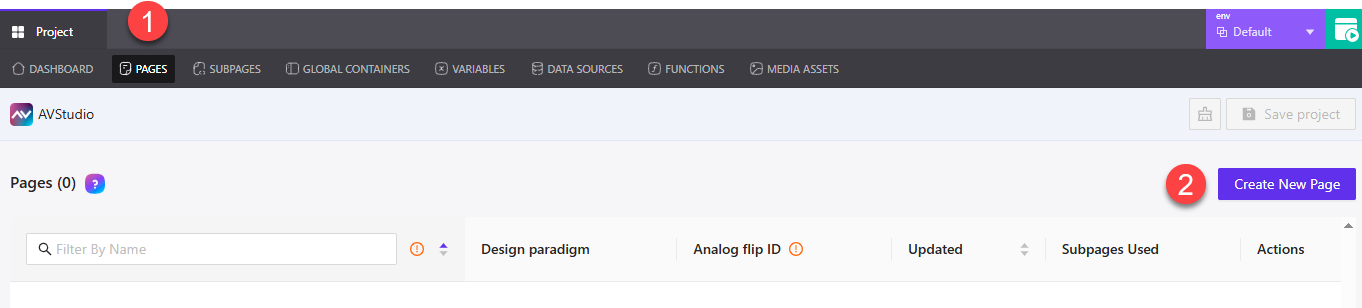 1
env
Project
Default
DASHBOARD PAGES SUBPAGES GLOBAL CONTAINERS VARIABLES DATA SOURCES FUNCTIONS MEDIA ASSETS
AVStudio Save project
Pages (0) ? 2 Create New Page
Filter By Name Design paradigm Analog flip ID Updated Subpages Used Actions